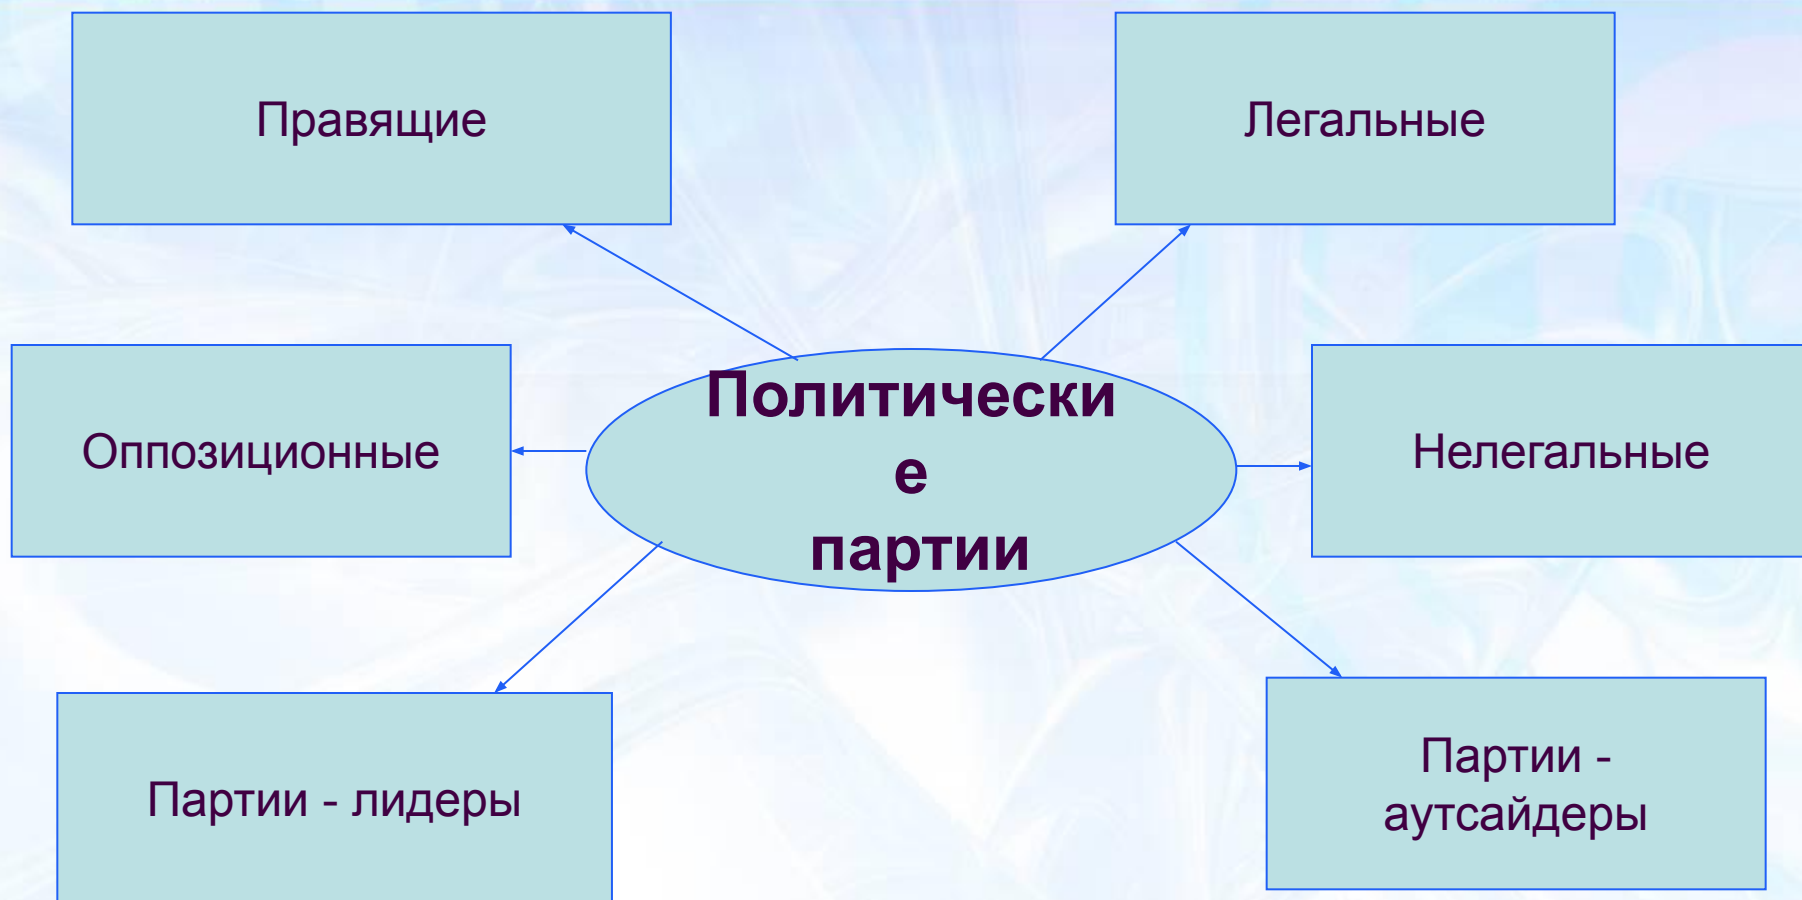 Правящие
Легальные
Оппозиционные
Политически
е
партии
Нелегальные
Партии - лидеры
Партии -
аутсайдеры